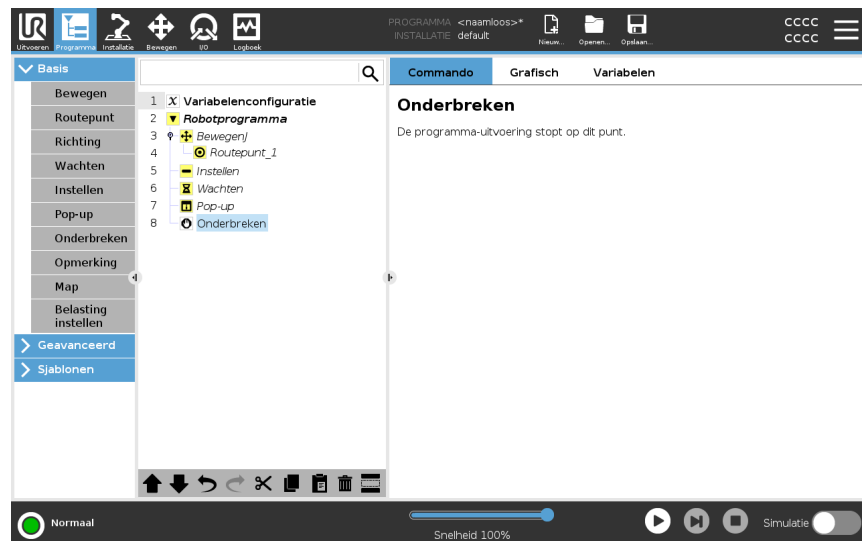 PROGRAMMA <naamloos>*
INSTALLATIE default
UR
Uitvoeren Programma Installatie Bewegen I/O Logboek
Nieuw... Openen... Opslaan...
CCCC
CCCC
Basis
Bewegen
Routepunt
Richting
Wachten
Instellen
Pop-up
Onderbreken
Opmerking
Map
Belasting
instellen
Geavanceerd
Sjablonen
1 X Variabelenconfiguratie
2 Robotprogramma
3 BewegenJ
4 Routepunt_1
5 Instellen
6 Wachten
7 Pop-up
8 Onderbreken
Commando Grafisch Variabelen
Onderbreken
De programma-uitvoering stopt op dit punt.
Normaal
Snelheid 100%
Simulatie